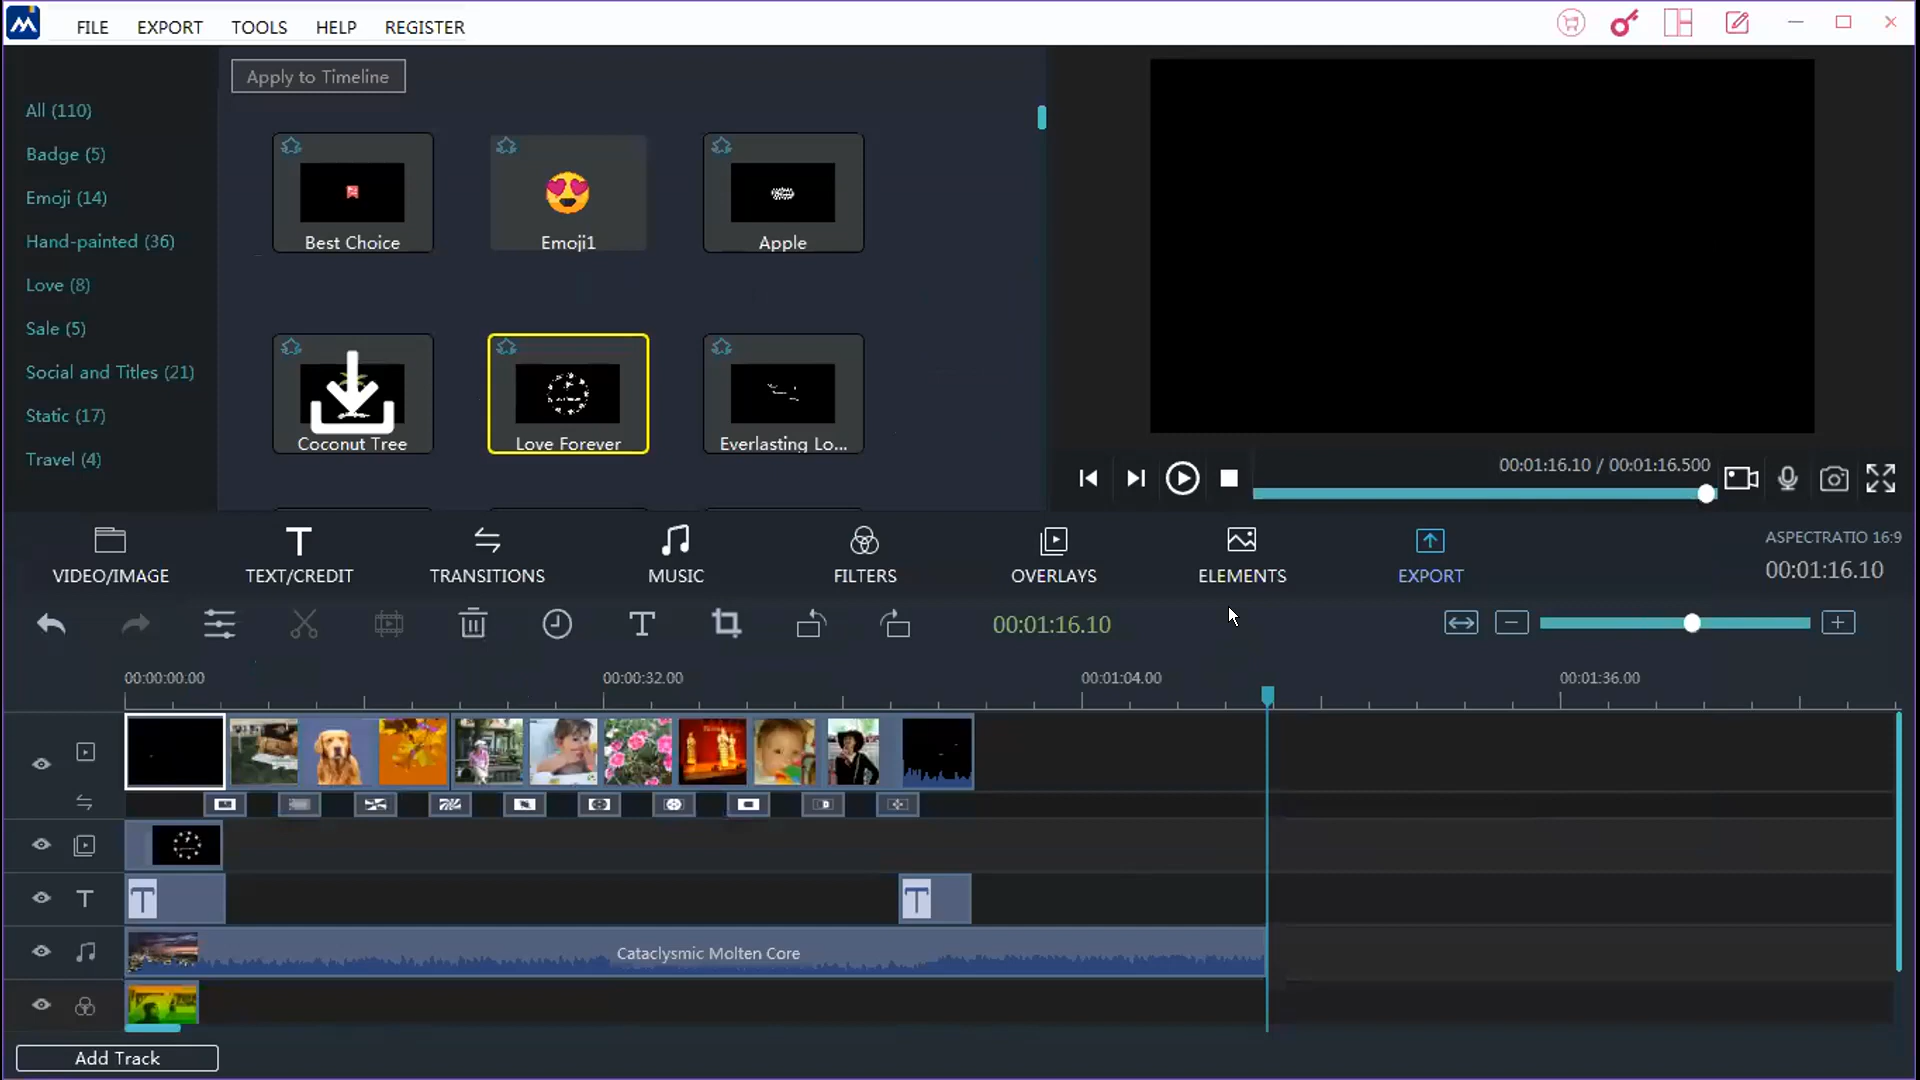 FILE EXPORT TOOLS HELP REGISTER
Apply to Timeline
All (110)
Badge (5)
Emoji (14)
Hand-painted (36)
Love (8)
Sale (5)
Social and Titles (21)
Static (17)
Travel (4)
Best Choice Emoji1 Apple
Coconut Tree Love Forever Everlasting Lo...
00:01:16.10 / 00:01:16.500
VIDEO/IMAGE TEXT/CREDIT TRANSITIONS MUSIC FILTERS OVERLAYS ELEMENTS EXPORT
ASPECTRATIO 16:9
00:01:16.10
00:01:16.10
00:00:00.00 00:00:32.00 00:01:04.00 00:01:36.00
Cataclysmic Molten Core
Add Track